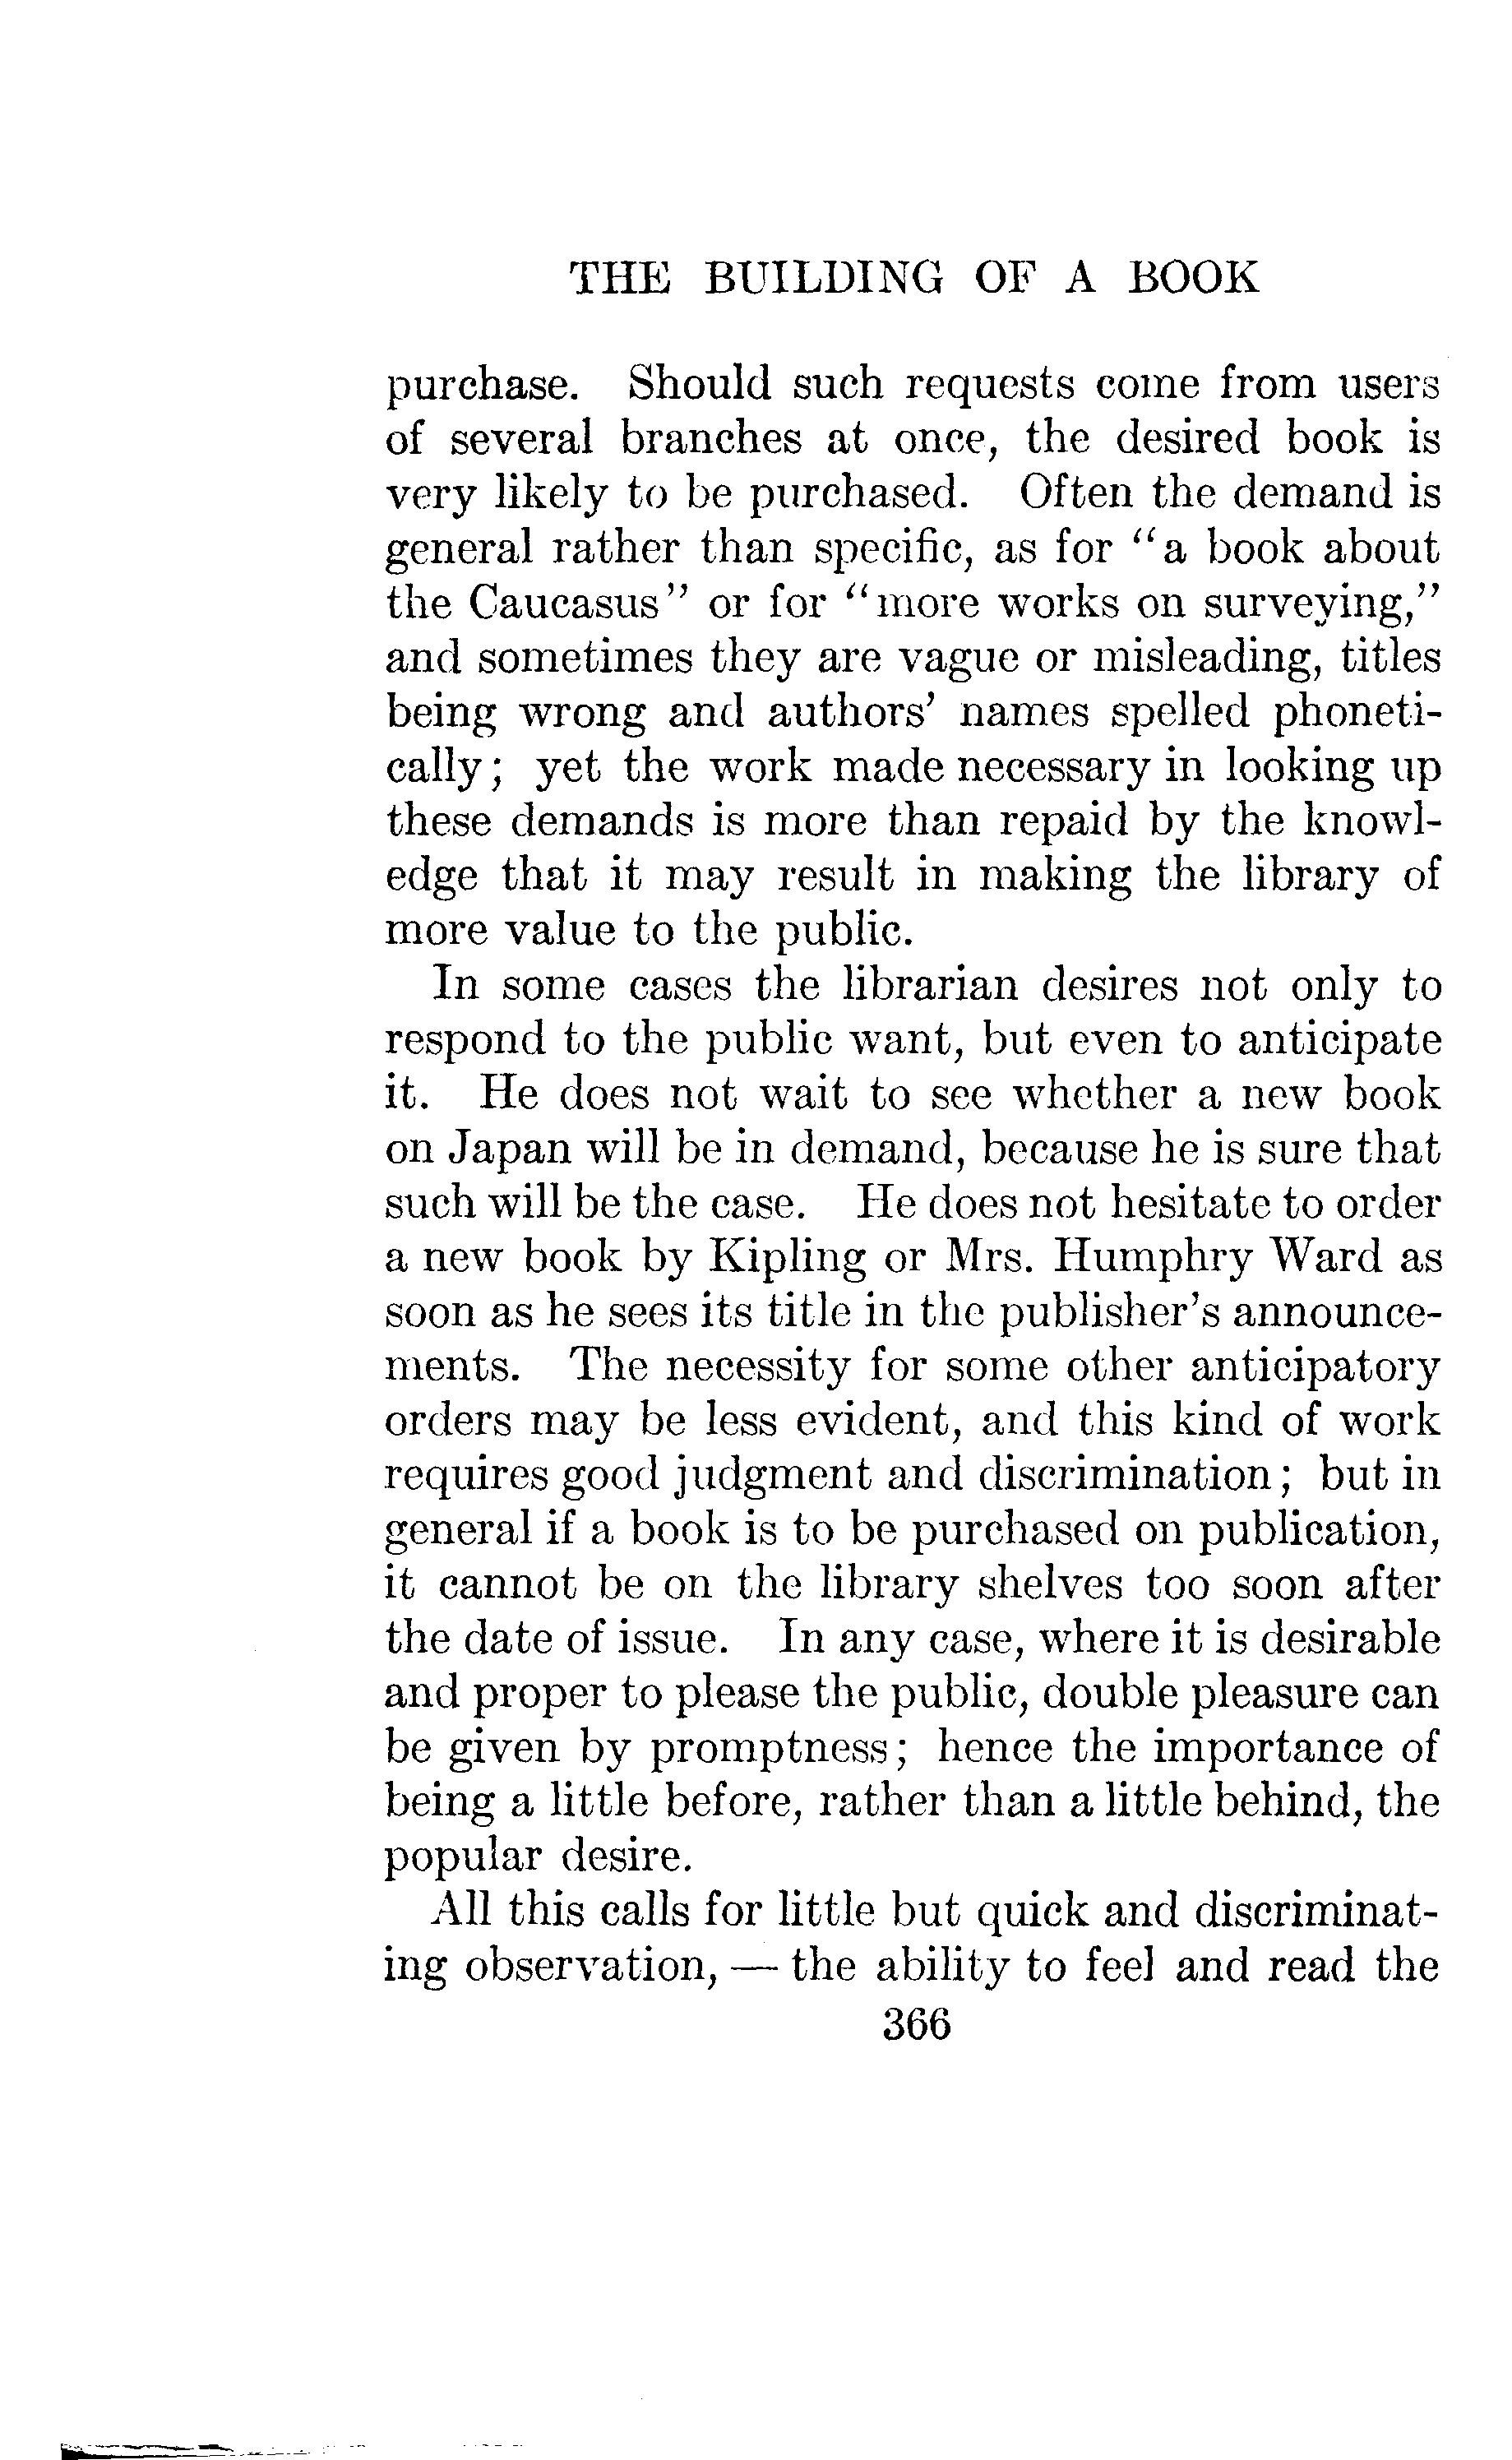 THE BUILDING OF A BOOK
purchase. Should such requests come from users
of several branches at once, the desired book is
very likely to be purchased. Often the demand is
general rather than specific, as for “a book about
the Caucasus” or for “more works on surveying,”
and sometimes they are vague or misleading, titles
being wrong and authors’ names spelled phoneti-
cally; yet the work made necessary in looking up
these demands is more than repaid by the knowl-
edge that it may result in making the library of
more value to the public.
In some cases the librarian desires not only to
respond to the public want, but even to anticipate
it. He does not wait to see whether a new book
on Japan will be in demand, because he is sure that
such will be the case. He does not hesitate to order
a new book by Kipling or Mrs. Humphry Ward as
soon as he sees its title in the publisher’s announce-
ments. The necessity for some other anticipatory
orders may be less evident, and this kind of work
requires good judgment and discrimination; but in
general if a book is to be purchased on publication,
it cannot be on the library shelves too soon after
the date of issue. In any case, where it is desirable
and proper to please the public, double pleasure can
be given by promptness; hence the importance of
being a little before, rather than a little behind, the
popular desire.
All this calls for little but quick and discriminat-
ing observation, — the ability to feel and read the
366